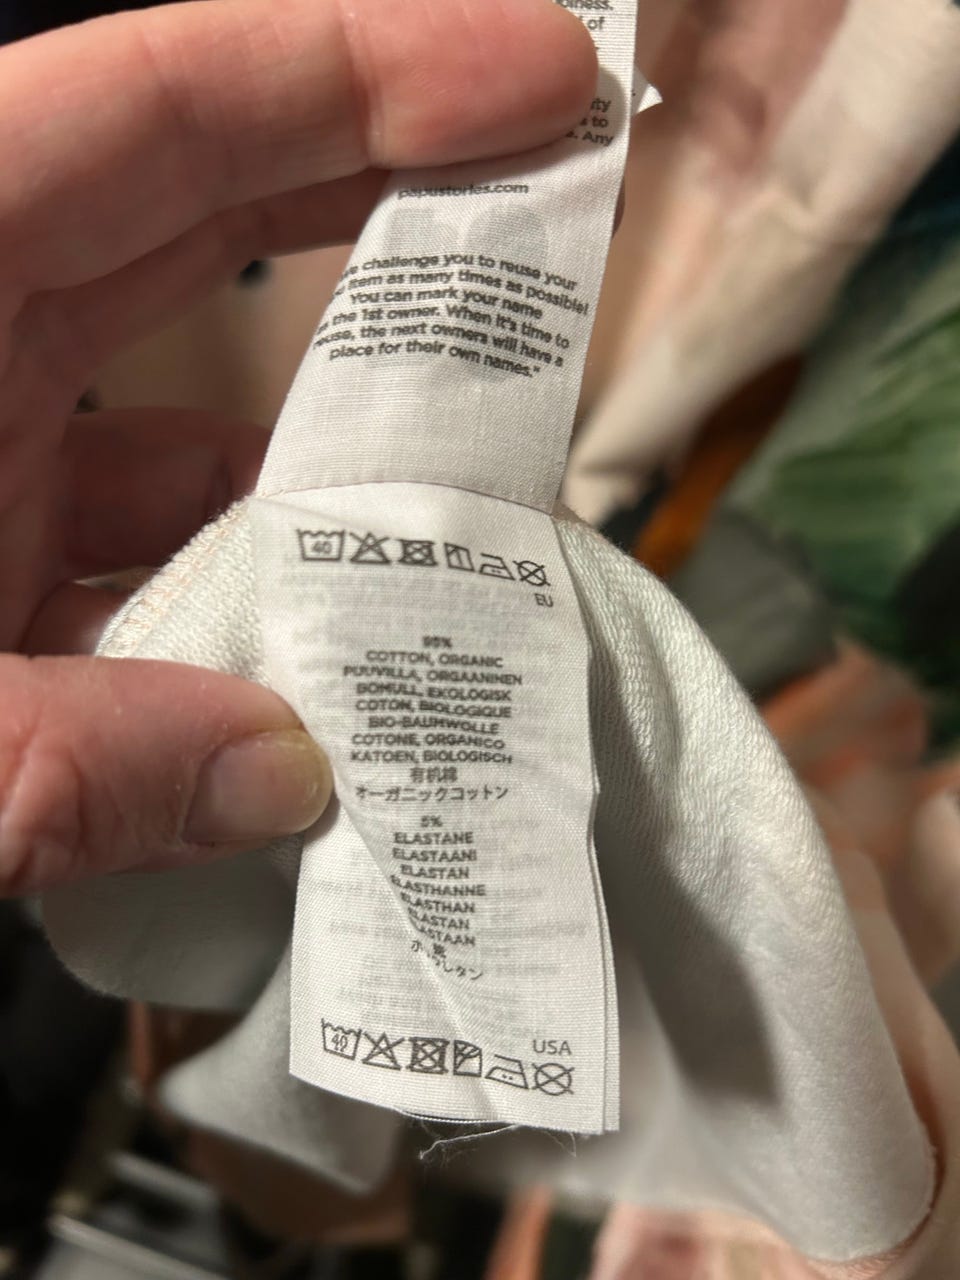 of
to
Any
papustories.com
challenge you to reuse your
item as many times as possible!
You can mark your name
the 1st owner. When it's time to
the next owners will have a
place for their own names."
40
EU
95%
COTTON, ORGANIC
PUUVILLA, ORGAANINEN
BOMULL, EKOLOGISK
COTON, BIOLOGIQUE
BIO-BAUMWOLLE
COTONE, ORGANICO
KATOEN, BIOLOGISCH
有机棉
オーガニックコットン
5%
ELASTANE
ELASTAANI
ELASTAN
ELASTHANNE
ELASTHAN
ELASTAN
USA
40